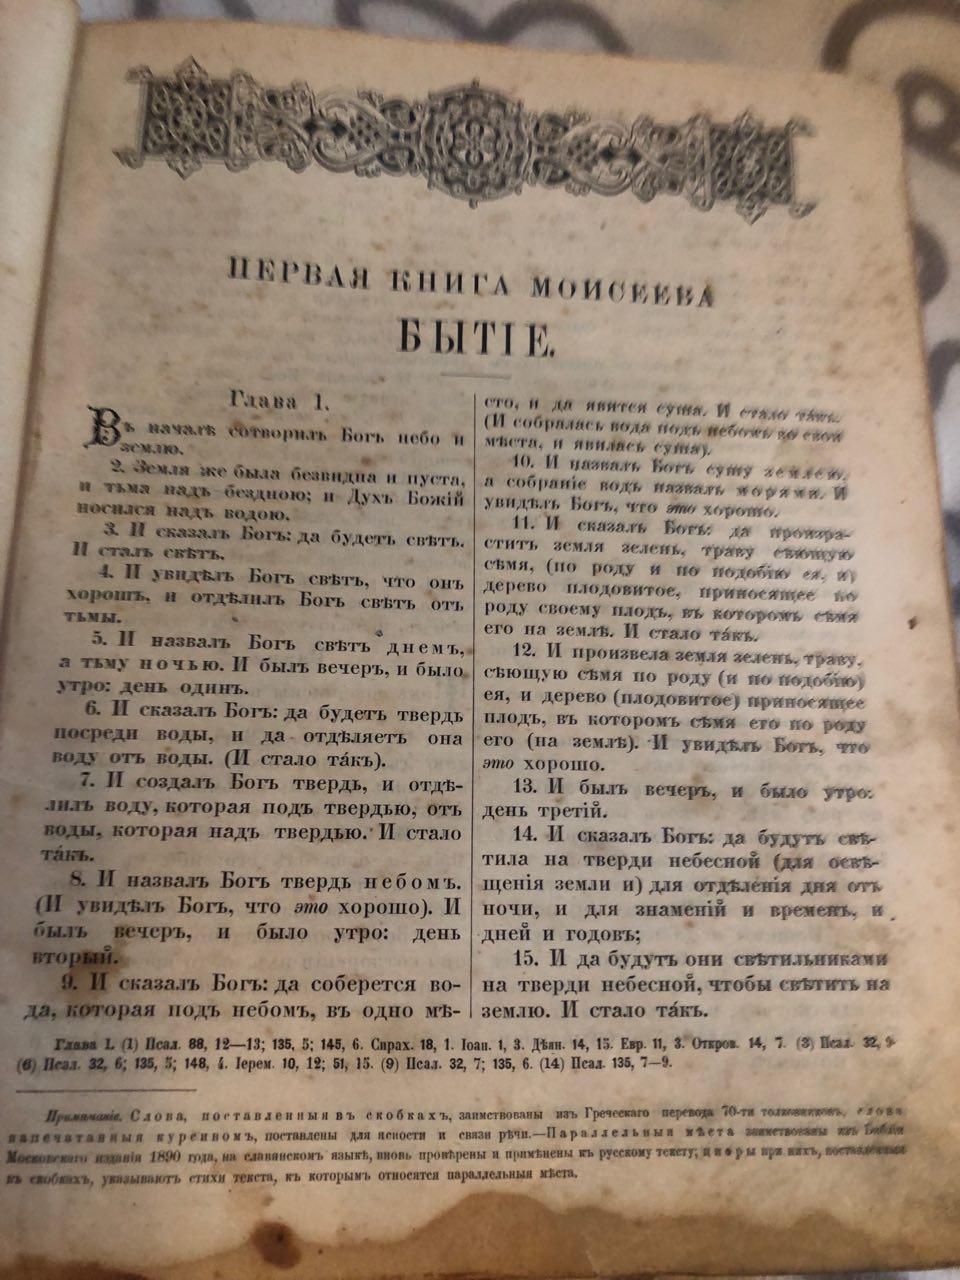 ПЕРВАЯ КНИГА МОИСЕЕВА
БЫТІЕ.
Глава 1.
Въ началѣ сотворилъ Богъ небо и
землю.
2. Земля же была безвидна и пуста,
и тьма надъ бездною; и Духъ Божій
носился надъ водою.
3. И сказалъ Богъ: да будетъ свѣтъ.
И сталъ свѣтъ.
4. И увидѣлъ Богъ свѣтъ, что онъ
хорошъ, и отдѣлилъ Богъ свѣтъ отъ
тьмы.
5. И назвалъ Богъ свѣтъ днемъ,
а тьму ночью. И былъ вечеръ, и было
утро: день одинъ.
6. И сказалъ Богъ: да будетъ твердь
посреди воды, и да отдѣляетъ она
воду отъ воды. (И стало та́къ).
7. И создалъ Богъ твердь, и отдѣ-
лилъ воду, которая подъ твердью, отъ
воды, которая надъ твердью. И стало
та́къ.
8. И назвалъ Богъ твердь небомъ.
(И увидѣлъ Богъ, что это хорошо). И
былъ вечеръ, и было утро: день
вторый.
9. И сказалъ Богъ: да соберется во-
да, которая подъ небомъ, въ одно мѣ-
сто, и да явится суша. И стало та́къ.
(И собралась вода подъ небомъ въ свои
мѣста, и явилась суша).
10. И назвалъ Богъ сушу землею,
а собраніе водъ назвалъ морями. И
увидѣлъ Богъ, что это хорошо.
11. И сказалъ Богъ: да произра-
ститъ земля зелень, траву сѣющую
сѣмя, (по роду и по подобію ея, и)
дерево плодовитое, приносящее по
роду своему плодъ, въ которомъ сѣмя
его на землѣ. И стало та́къ.
12. И произвела земля зелень, траву,
сѣющую сѣмя по роду (и по подобію)
ея, и дерево (плодовитое) приносящее
плодъ, въ которомъ сѣмя его по роду
его (на землѣ). И увидѣлъ Богъ, что
это хорошо.
13. И былъ вечеръ, и было утро:
день третій.
14. И сказалъ Богъ: да будутъ свѣ-
тила на тверди небесной (для освѣ-
щенія земли и) для отдѣленія дня отъ
ночи, и для знаменій и временъ, и
дней и годовъ;
15. И да будутъ они свѣтильниками
на тверди небесной, чтобы свѣтить на
землю. И стало та́къ.
Глава 1. (1) Псал. 88, 12—13; 135, 5; 145, 6. Сирах. 18, 1. Іоан. 1, 3. Дѣян. 14, 15. Евр. 11, 3. Откров. 14, 7. (3) Псал. 32, 9
(6) Псал. 32, 6; 135, 5; 148, 4. Іерем. 10, 12; 51, 15. (9) Псал. 32, 7; 135, 6. (14) Псал. 135, 7—9.
Примѣчаніе. Слова, поставленныя въ скобкахъ, заимствованы изъ Греческаго перевода 70-ти толковниковъ, слова
напечатанныя курсивомъ, поставлены для ясности и связи рѣчи.—Параллельныя мѣста заимствованы изъ Библіи
Московскаго изданія 1890 года, на славянскомъ языкѣ, вновь провѣрены и примѣнены къ русскому тексту; цифры при нихъ, поставленныя
въ скобкахъ, указываютъ стихи текста, къ которымъ относятся параллельныя мѣста.